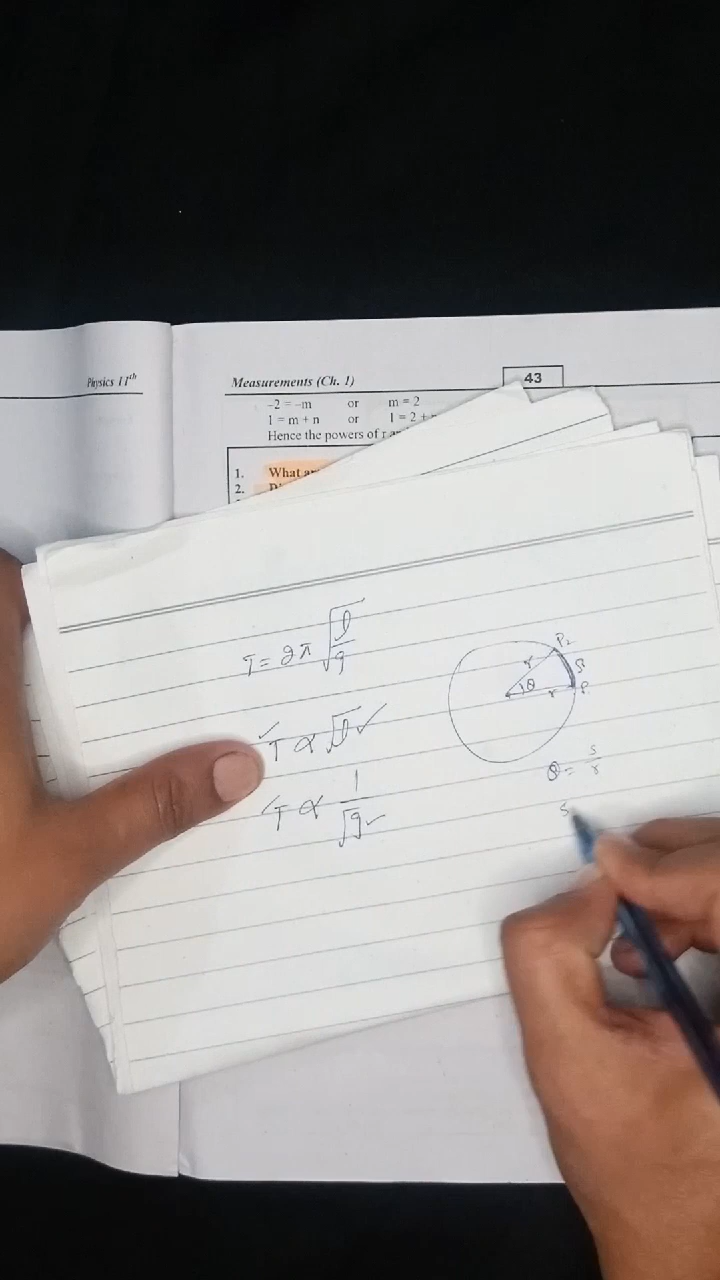 Physics 11th
Measurements (Ch. 1) 43
–2 = –m or m = 2
1 = m + n or 1 = 2 +
Hence the powers of r
1. What
2.
T = 2π √(l/g)
T ∝ √l
T ∝ 1/√g
P2
r
θ
S
r
P
θ = s/r
s